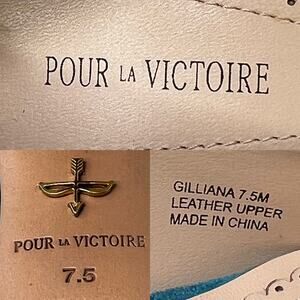 POUR LA VICTOIRE
POUR LA VICTOIRE
7.5
GILLIANA 7.5M
LEATHER UPPER
MADE IN CHINA